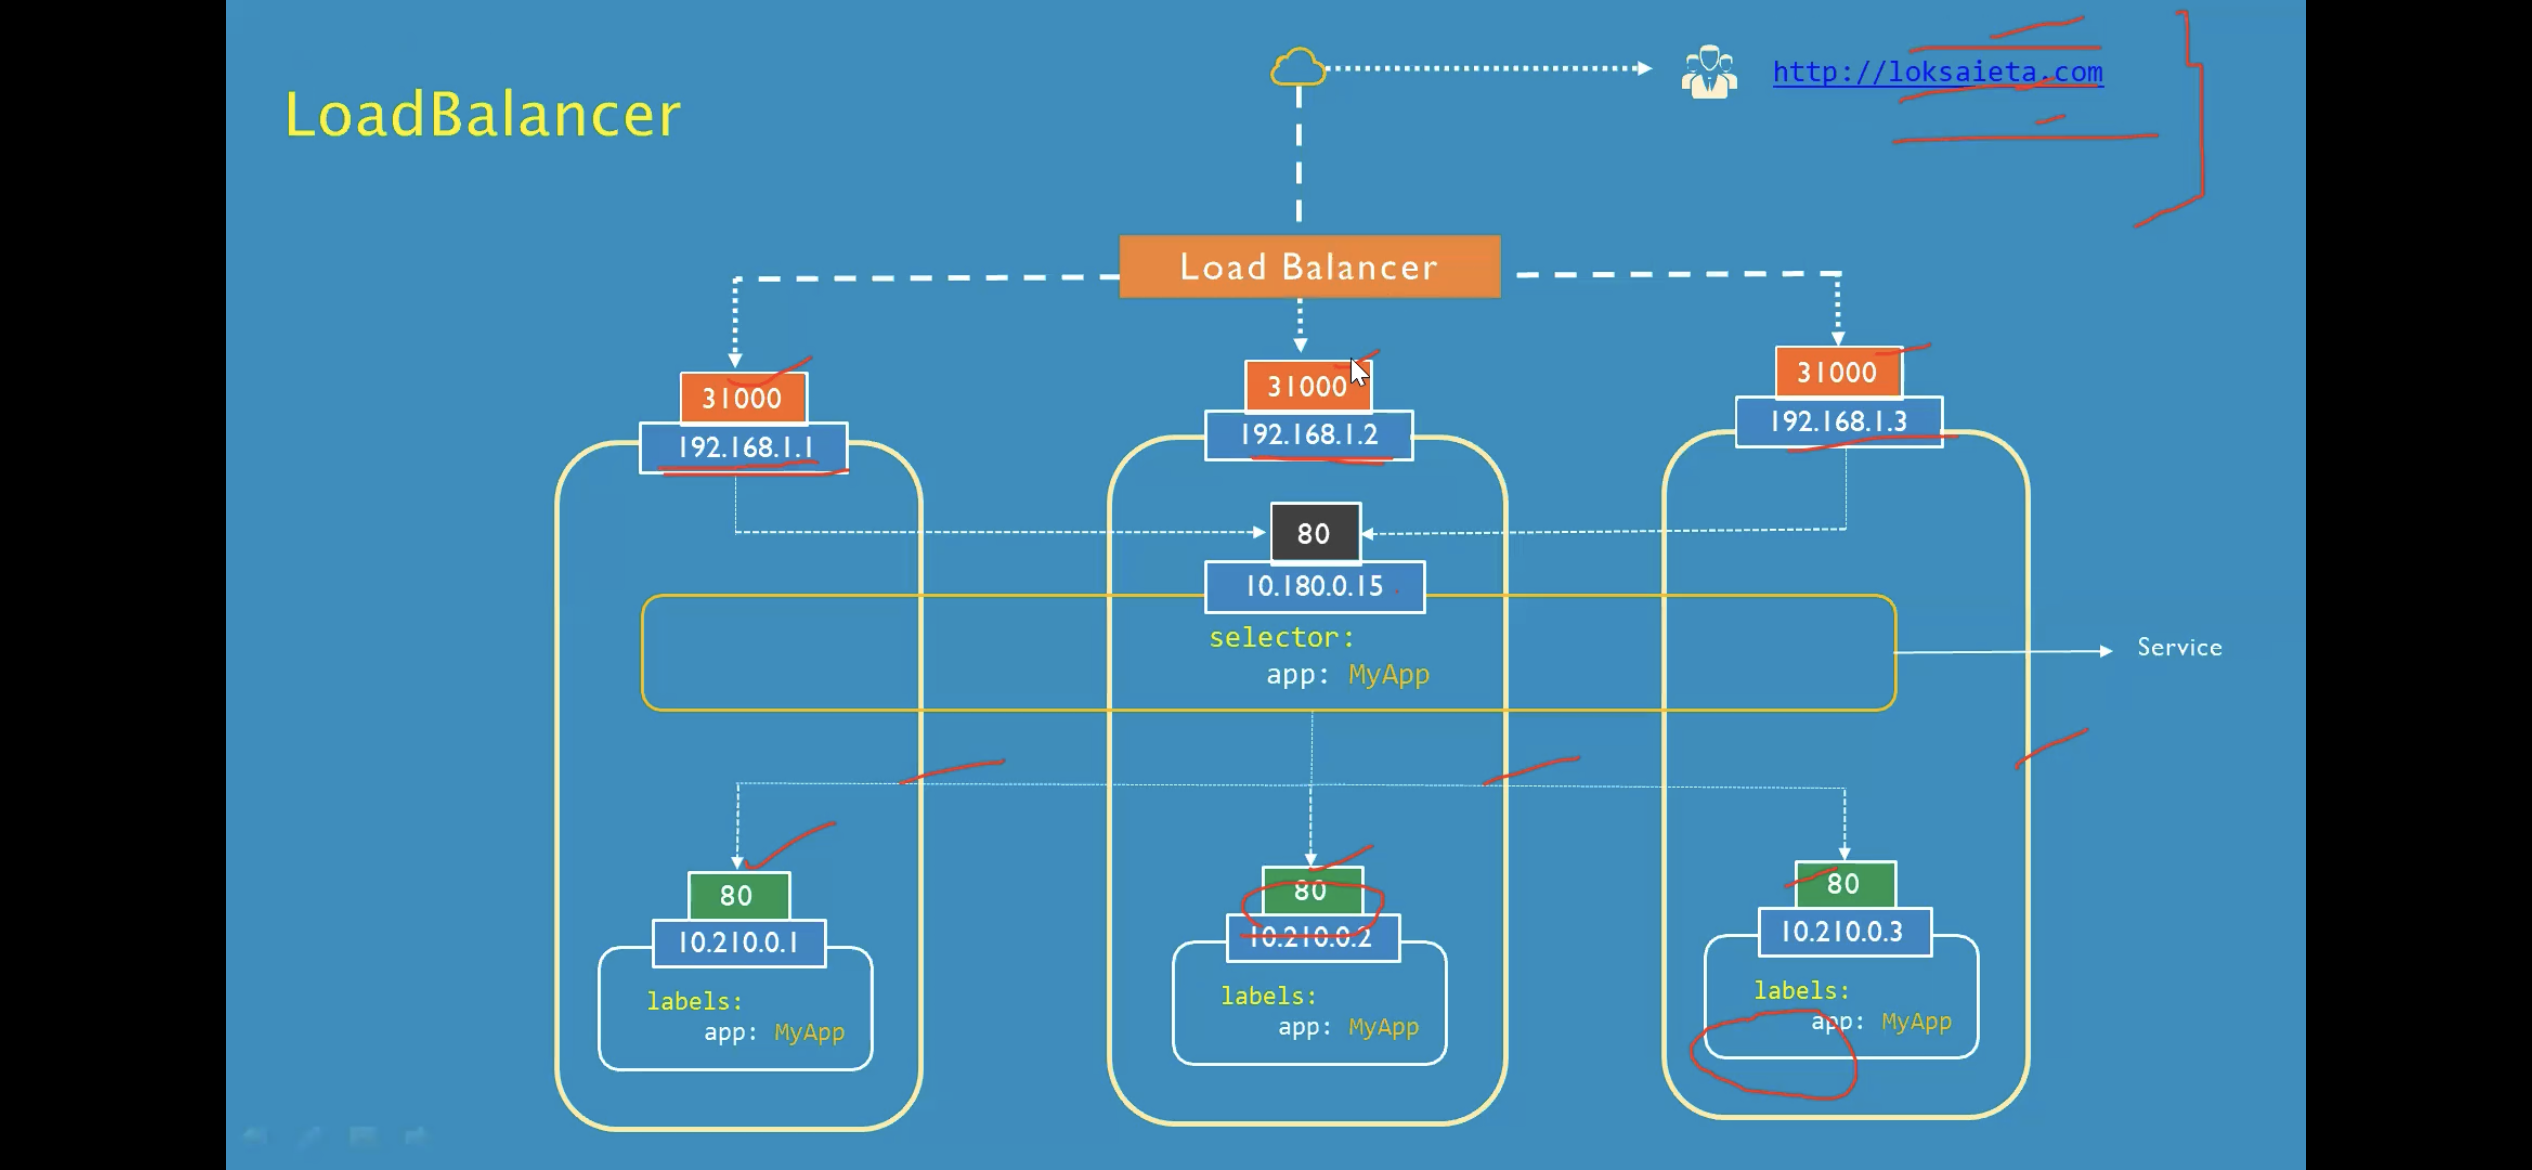 http://loksaieta.com
LoadBalancer
Load Balancer
31000
192.168.1.1
31000
192.168.1.2
31000
192.168.1.3
80
10.180.0.15
selector:
app: MyApp
Service
80
10.210.0.1
labels:
app: MyApp
80
10.210.0.2
labels:
app: MyApp
80
10.210.0.3
labels:
app: MyApp